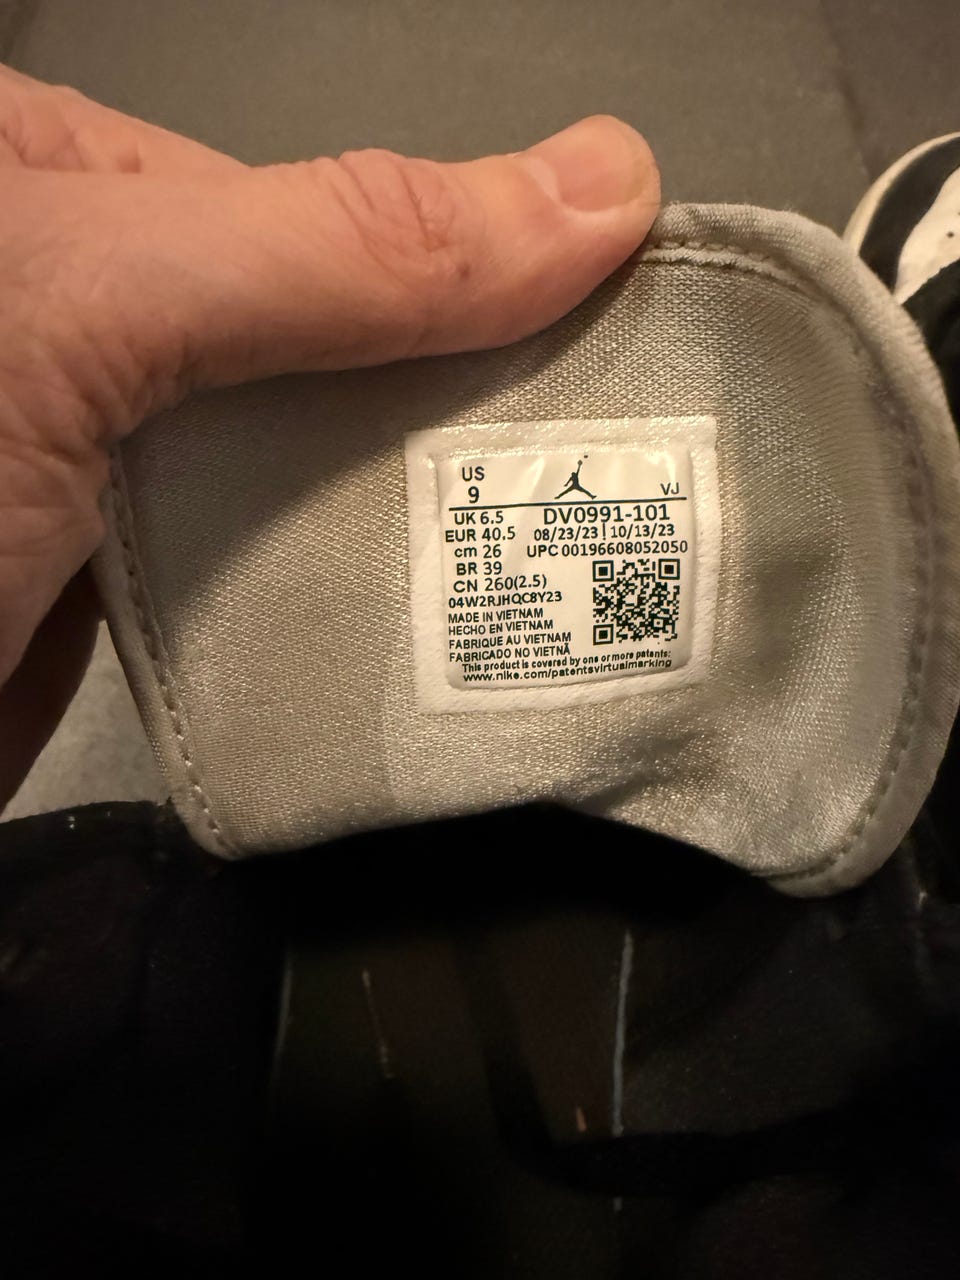 US
9
VJ
UK 6.5
DV0991-101
EUR 40.5
08/23/23 | 10/13/23
cm 26
UPC 00196608052050
BR 39
CN 260(2.5)
04W2RJHQC8Y23
MADE IN VIETNAM
HECHO EN VIETNAM
FABRIQUE AU VIETNAM
FABRICADO NO VIETNÃ
This product is covered by one or more patents:
www.nike.com/patentsvirtualmarking